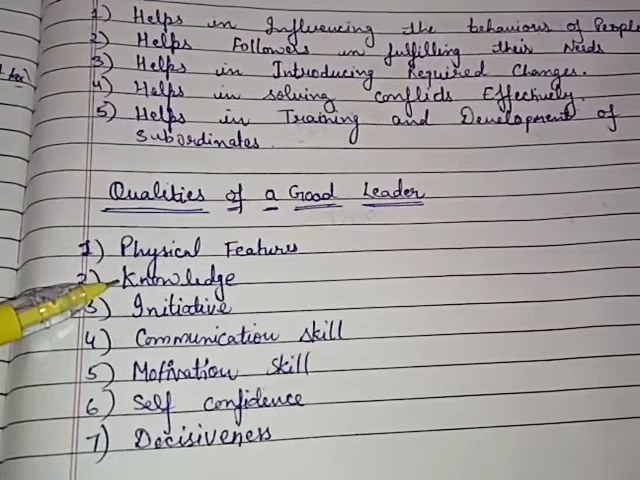 1) Helps in Influencing the behaviour of People
2) Helps Followers in fulfilling their Needs
3) Helps in Introducing Required Changes.
4) Helps in solving conflicts Effectively.
5) Helps in Training and Development of
Subordinates.
Qualities of a Good Leader
1) Physical Features
2) Knowledge
3) Initiative
4) Communication skill
5) Motivation skill
6) Self confidence
7) Decisiveness